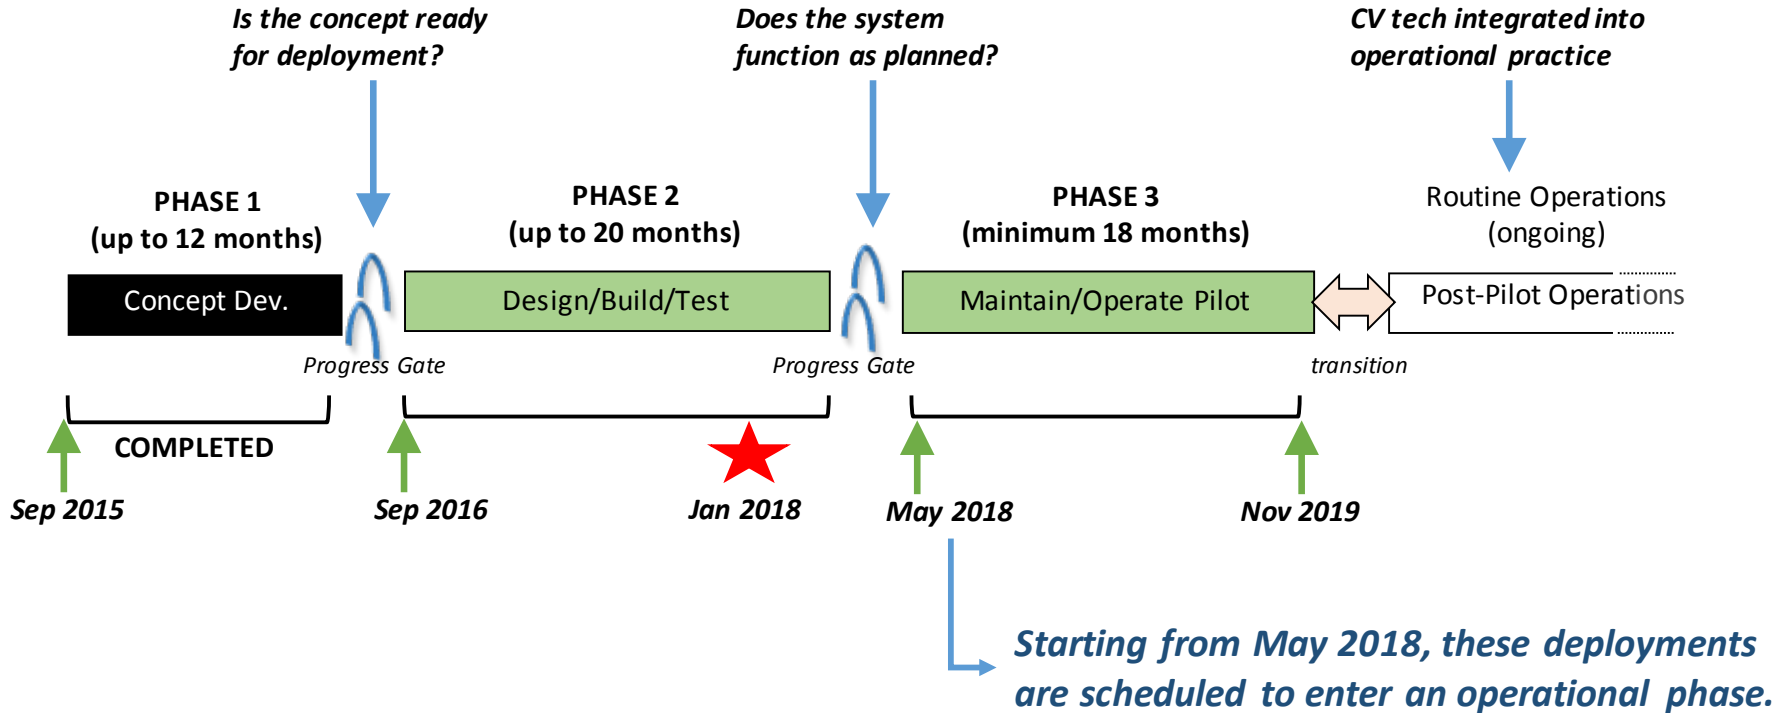 Is the concept ready
for deployment?
Does the system
function as planned?
CV tech integrated into
operational practice
PHASE 1
(up to 12 months)
PHASE 2
(up to 20 months)
PHASE 3
(minimum 18 months)
Routine Operations
(ongoing)
Concept Dev.
Design/Build/Test
Maintain/Operate Pilot
Post-Pilot Operations
Progress Gate
Progress Gate
transition
COMPLETED
Sep 2015
Sep 2016
Jan 2018
May 2018
Nov 2019
Starting from May 2018, these deployments
are scheduled to enter an operational phase.